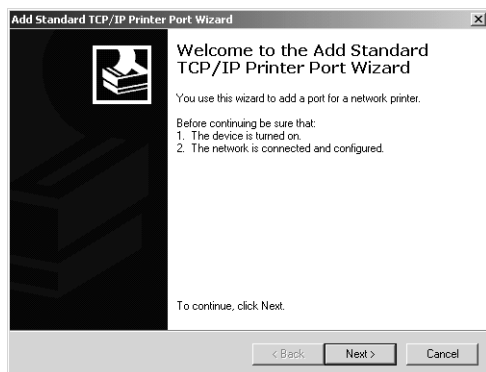 Add Standard TCP/IP Printer Port Wizard
Welcome to the Add Standard
TCP/IP Printer Port Wizard
You use this wizard to add a port for a network printer.
Before continuing be sure that:
1. The device is turned on.
2. The network is connected and configured.
To continue, click Next.
< Back
Next >
Cancel